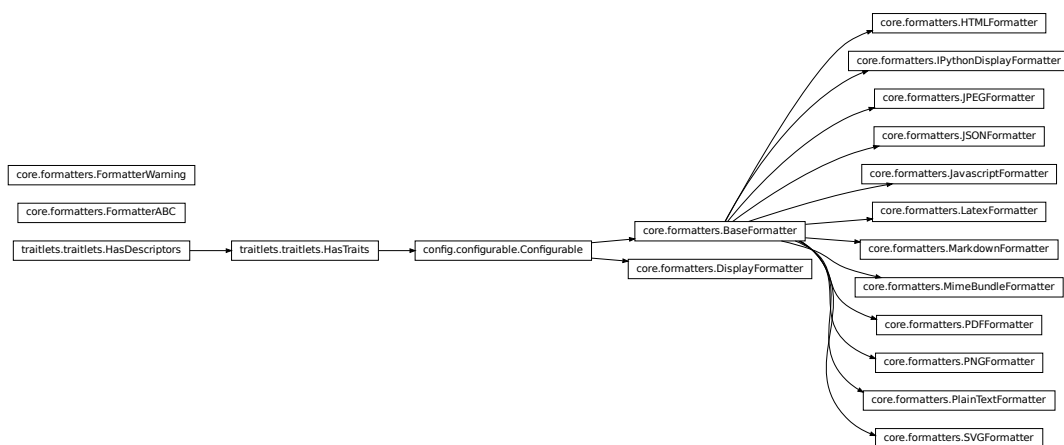 core.formatters.HTMLFormatter
core.formatters.IPythonDisplayFormatter
core.formatters.JPEGFormatter
core.formatters.JSONFormatter
core.formatters.FormatterWarning
core.formatters.JavascriptFormatter
core.formatters.FormatterABC
core.formatters.LatexFormatter
core.formatters.BaseFormatter
traitlets.traitlets.HasDescriptors
traitlets.traitlets.HasTraits
config.configurable.Configurable
core.formatters.MarkdownFormatter
core.formatters.DisplayFormatter
core.formatters.MimeBundleFormatter
core.formatters.PDFFormatter
core.formatters.PNGFormatter
core.formatters.PlainTextFormatter
core.formatters.SVGFormatter